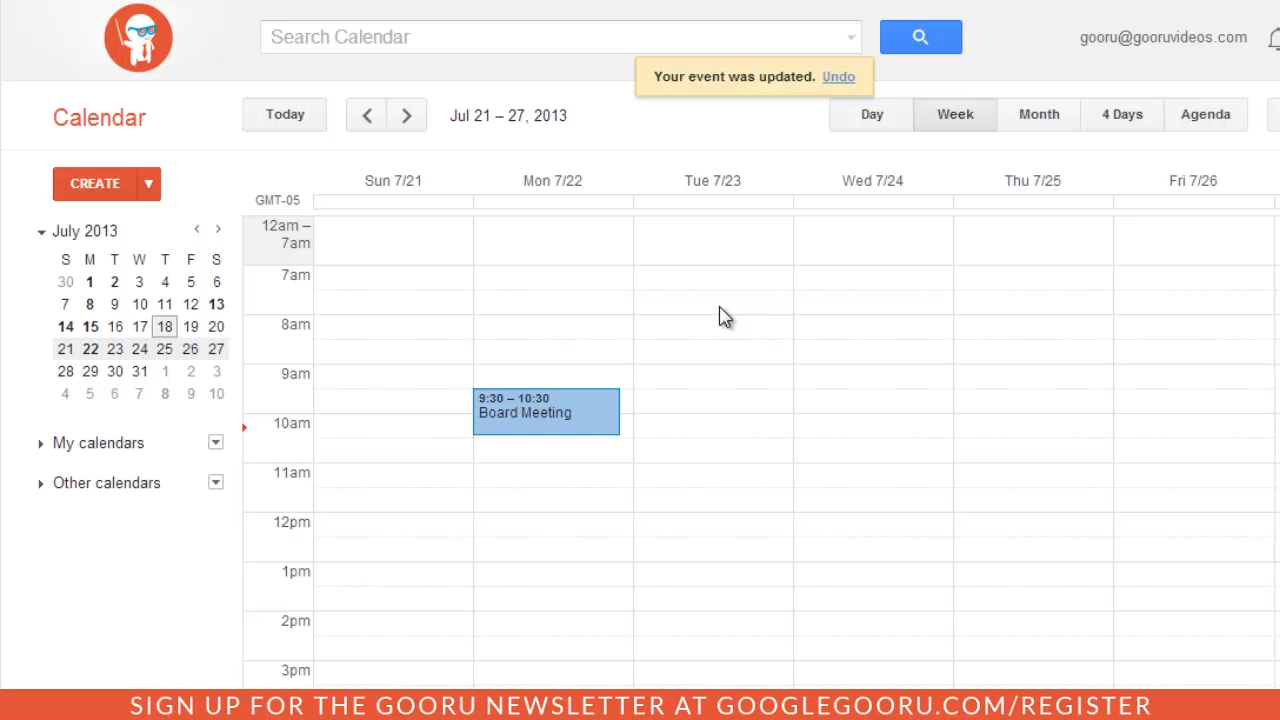 Search Calendar
gooru@gooruvideos.com
Your event was updated. Undo
Calendar
Today
Jul 21 – 27, 2013
Day
Week
Month
4 Days
Agenda
CREATE
Sun 7/21
Mon 7/22
Tue 7/23
Wed 7/24
Thu 7/25
Fri 7/26
GMT-05
July 2013
S M T W T F S
30 1 2 3 4 5 6
7 8 9 10 11 12 13
14 15 16 17 18 19 20
21 22 23 24 25 26 27
28 29 30 31 1 2 3
4 5 6 7 8 9 10
My calendars
Other calendars
12am –
7am
7am
8am
9am
9:30 – 10:30
Board Meeting
10am
11am
12pm
1pm
2pm
3pm
SIGN UP FOR THE GOORU NEWSLETTER AT GOOGLEGOORU.COM/REGISTER